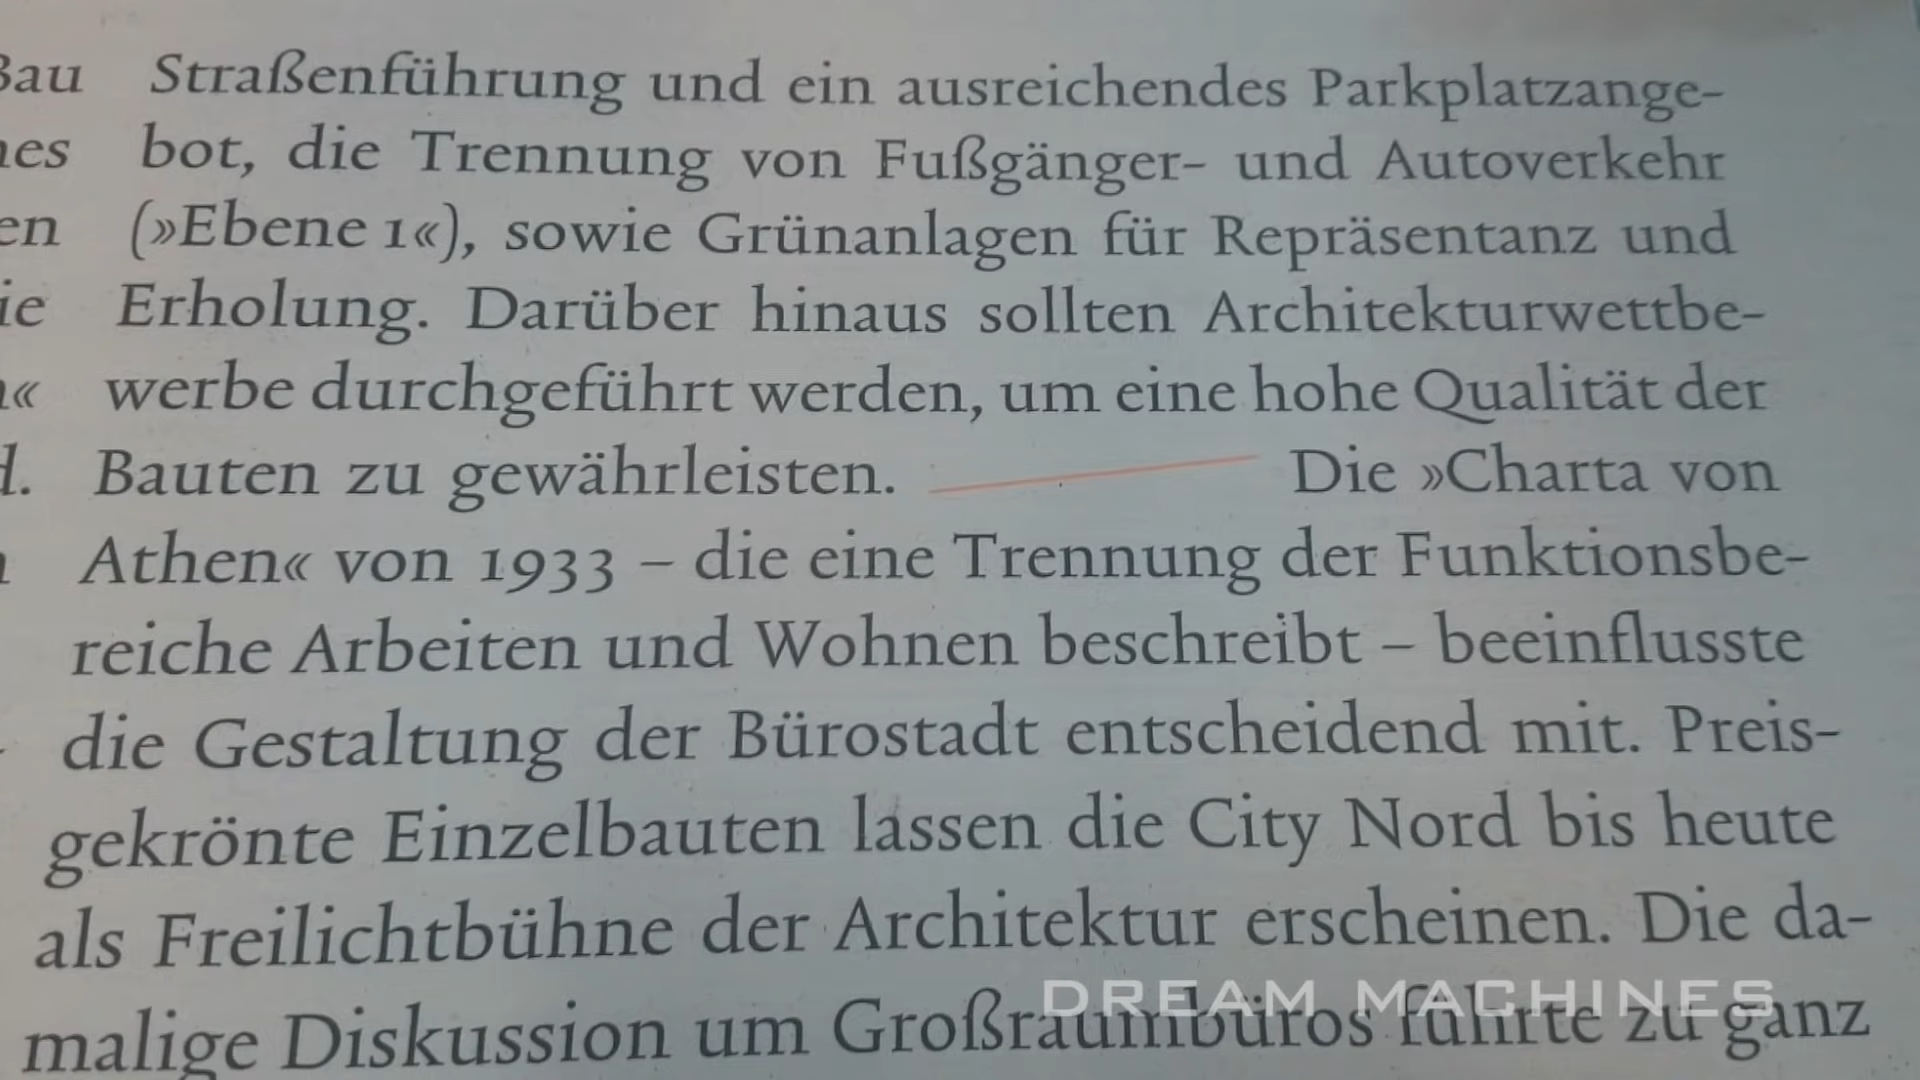 Bau Straßenführung und ein ausreichendes Parkplatzange-
nes bot, die Trennung von Fußgänger- und Autoverkehr
en (»Ebene 1«), sowie Grünanlagen für Repräsentanz und
ie Erholung. Darüber hinaus sollten Architekturwettbe-
« werbe durchgeführt werden, um eine hohe Qualität der
d. Bauten zu gewährleisten. Die »Charta von
Athen« von 1933 – die eine Trennung der Funktionsbe-
reiche Arbeiten und Wohnen beschreibt – beeinflusste
die Gestaltung der Bürostadt entscheidend mit. Preis-
gekrönte Einzelbauten lassen die City Nord bis heute
als Freilichtbühne der Architektur erscheinen. Die da-
malige Diskussion um Großraumbüros führte zu ganz
DREAM MACHINES